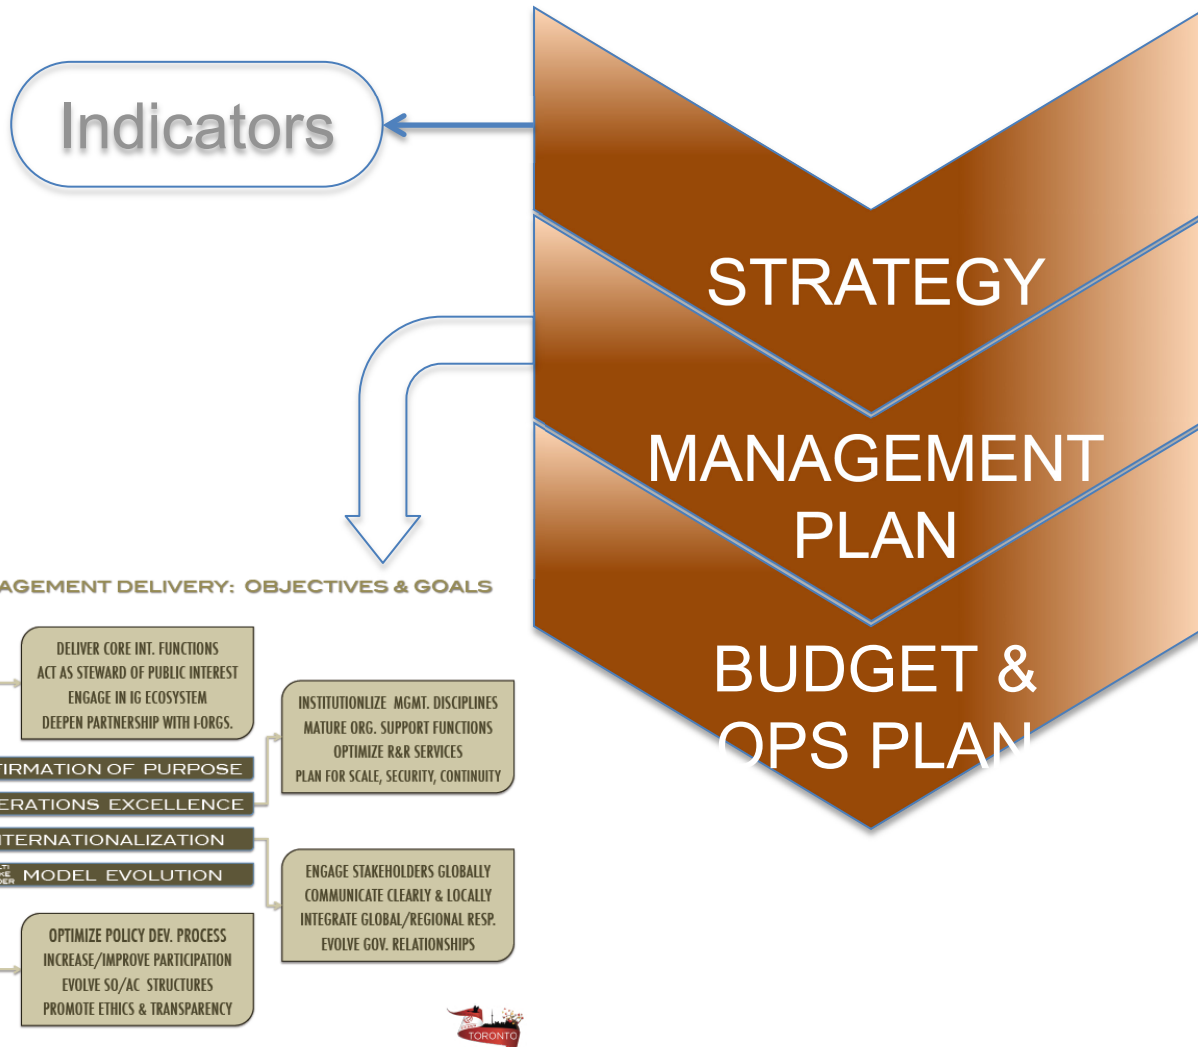 Indicators
STRATEGY
MANAGEMENT
PLAN
BUDGET &
OPS PLAN
AGEMENT DELIVERY: OBJECTIVES & GOALS
DELIVER CORE INT. FUNCTIONS
ACT AS STEWARD OF PUBLIC INTEREST
ENGAGE IN IG ECOSYSTEM
DEEPEN PARTNERSHIP WITH I-ORGS.
INSTITUTIONLIZE MGMT. DISCIPLINES
MATURE ORG. SUPPORT FUNCTIONS
OPTIMIZE R&R SERVICES
PLAN FOR SCALE, SECURITY, CONTINUITY
FIRMATION OF PURPOSE
ERATIONS EXCELLENCE
NTERNATIONALIZATION
MODEL EVOLUTION
ENGAGE STAKEHOLDERS GLOBALLY
COMMUNICATE CLEARLY & LOCALLY
INTEGRATE GLOBAL/REGIONAL RESP.
EVOLVE GOV. RELATIONSHIPS
OPTIMIZE POLICY DEV. PROCESS
INCREASE/IMPROVE PARTICIPATION
EVOLVE SO/AC STRUCTURES
PROMOTE ETHICS & TRANSPARENCY
TORONTO